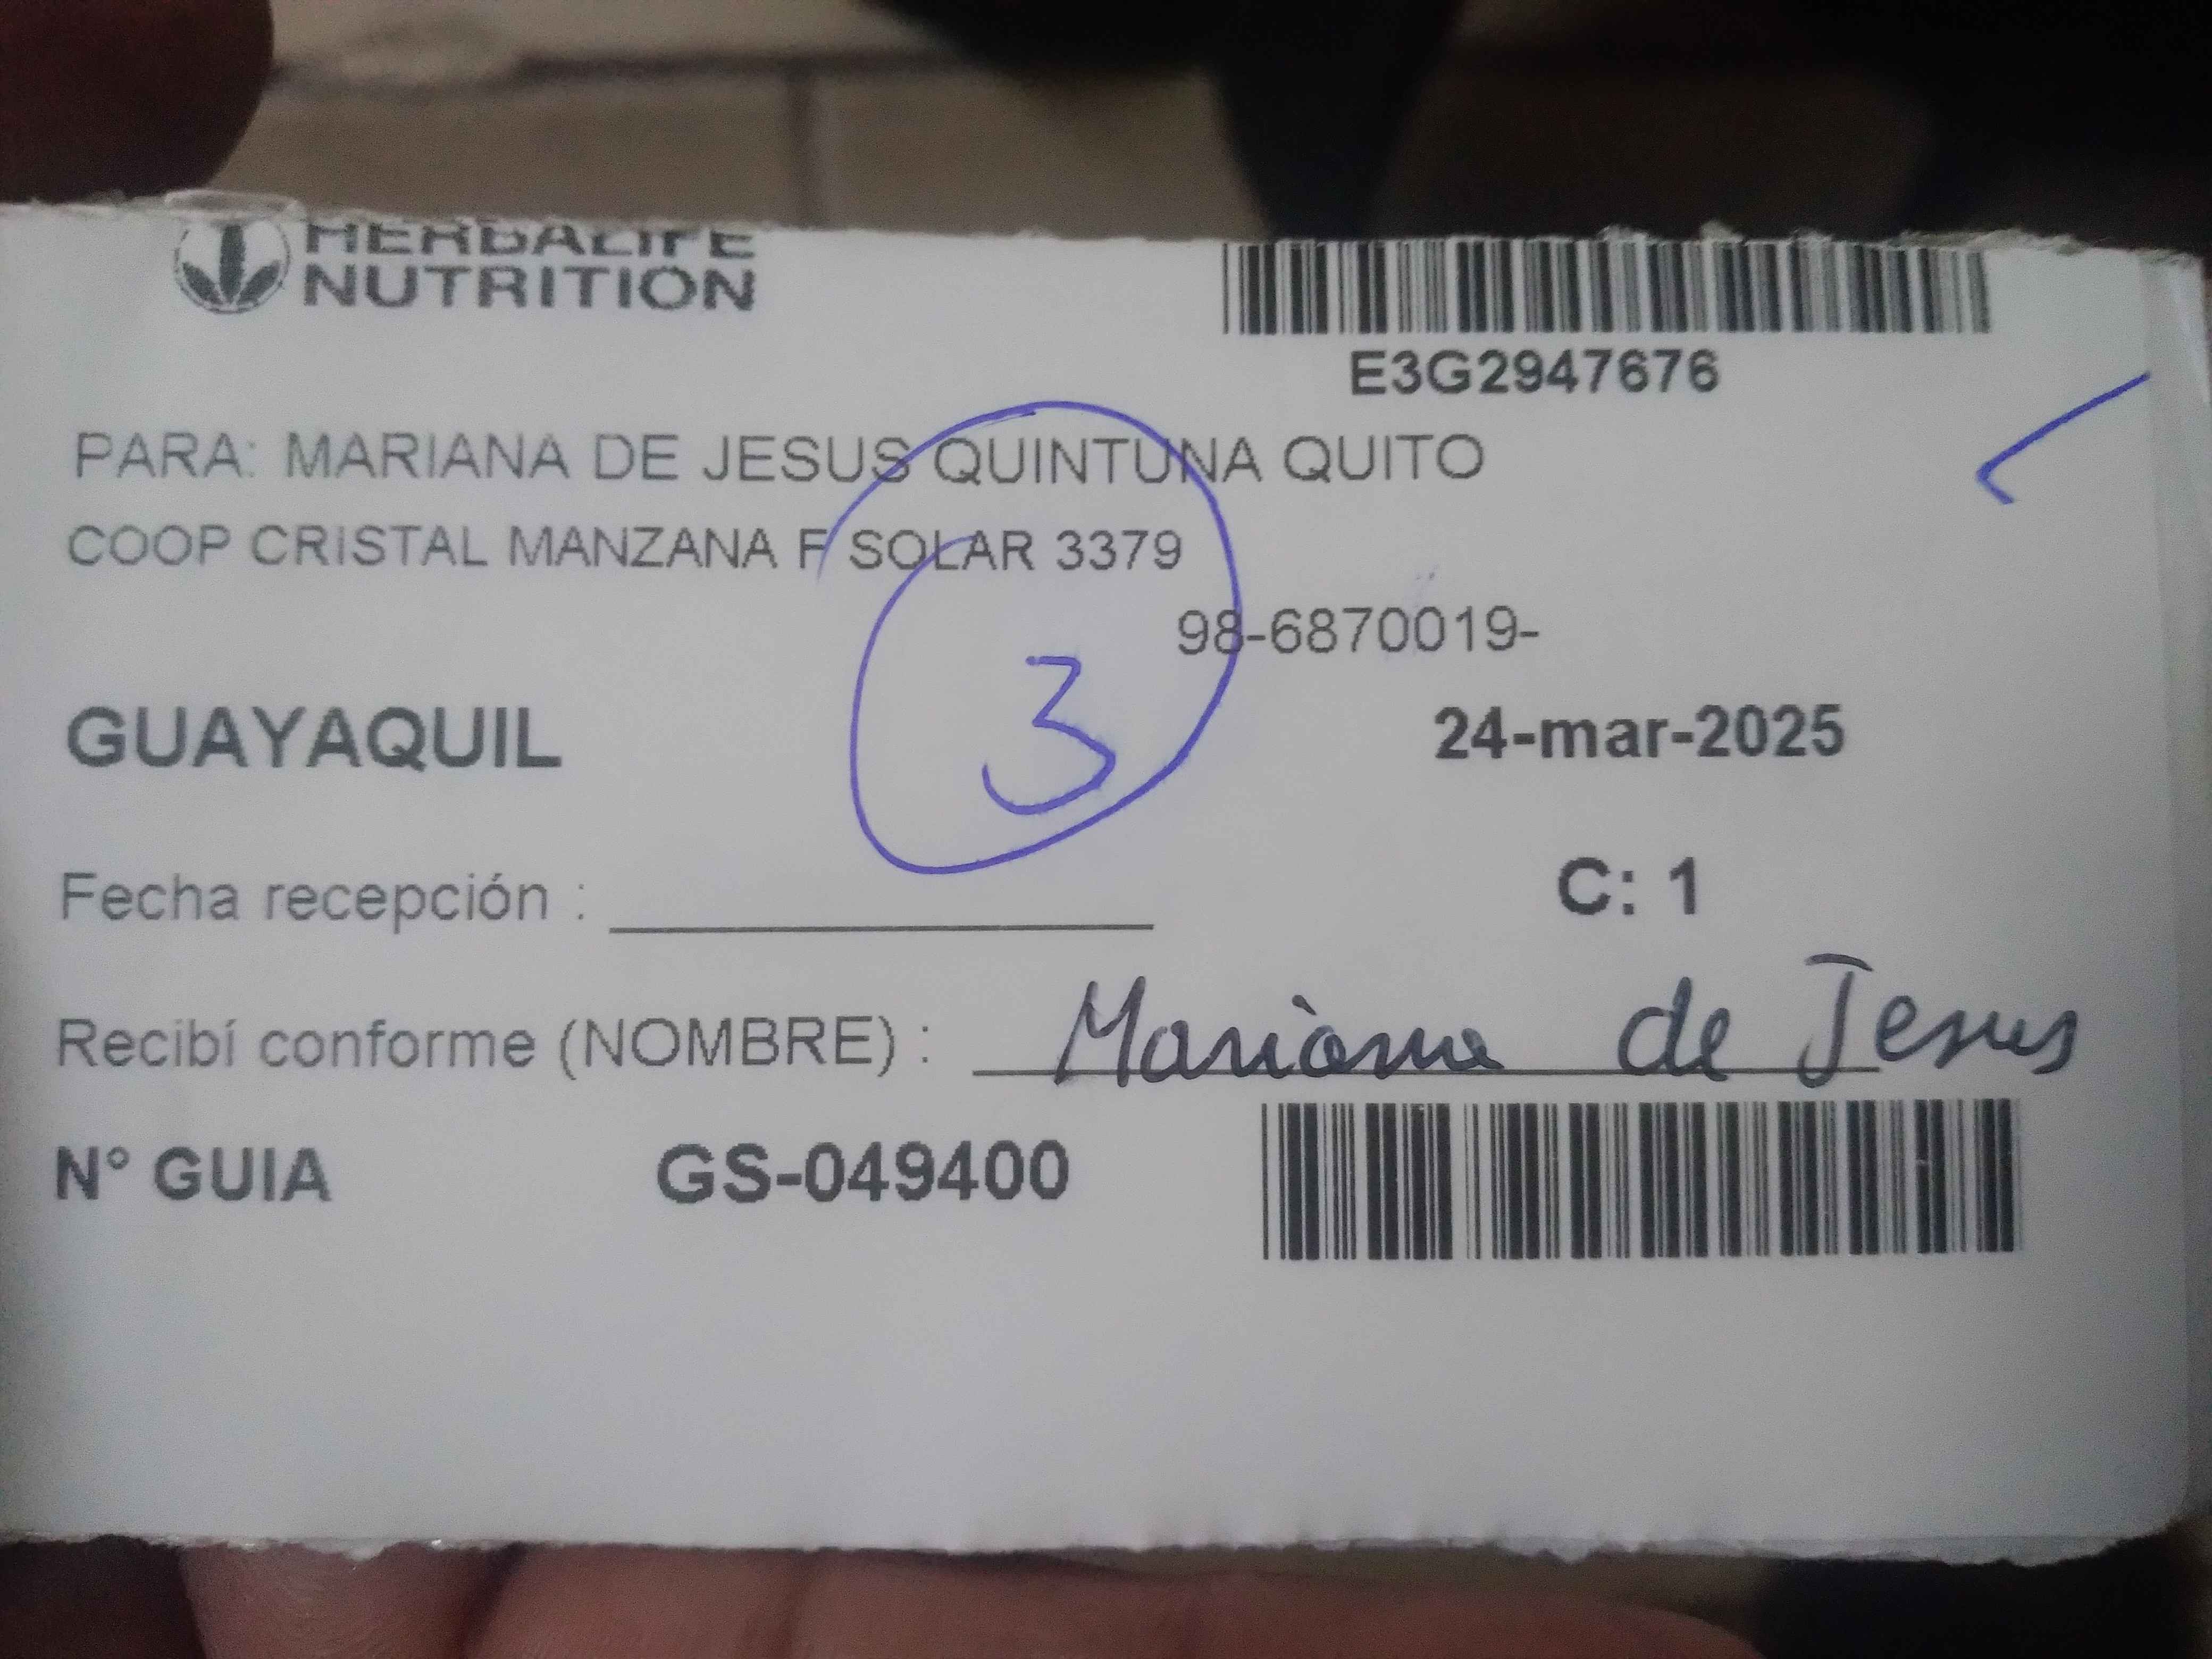 HERBALIFE
NUTRITION
E3G2947676
PARA: MARIANA DE JESUS QUINTUNA QUITO
COOP CRISTAL MANZANA F SOLAR 3379
98-6870019-
3
GUAYAQUIL
24-mar-2025
Fecha recepción :
C: 1
Recibí conforme (NOMBRE) : Mariana de Jesus
N° GUIA GS-049400